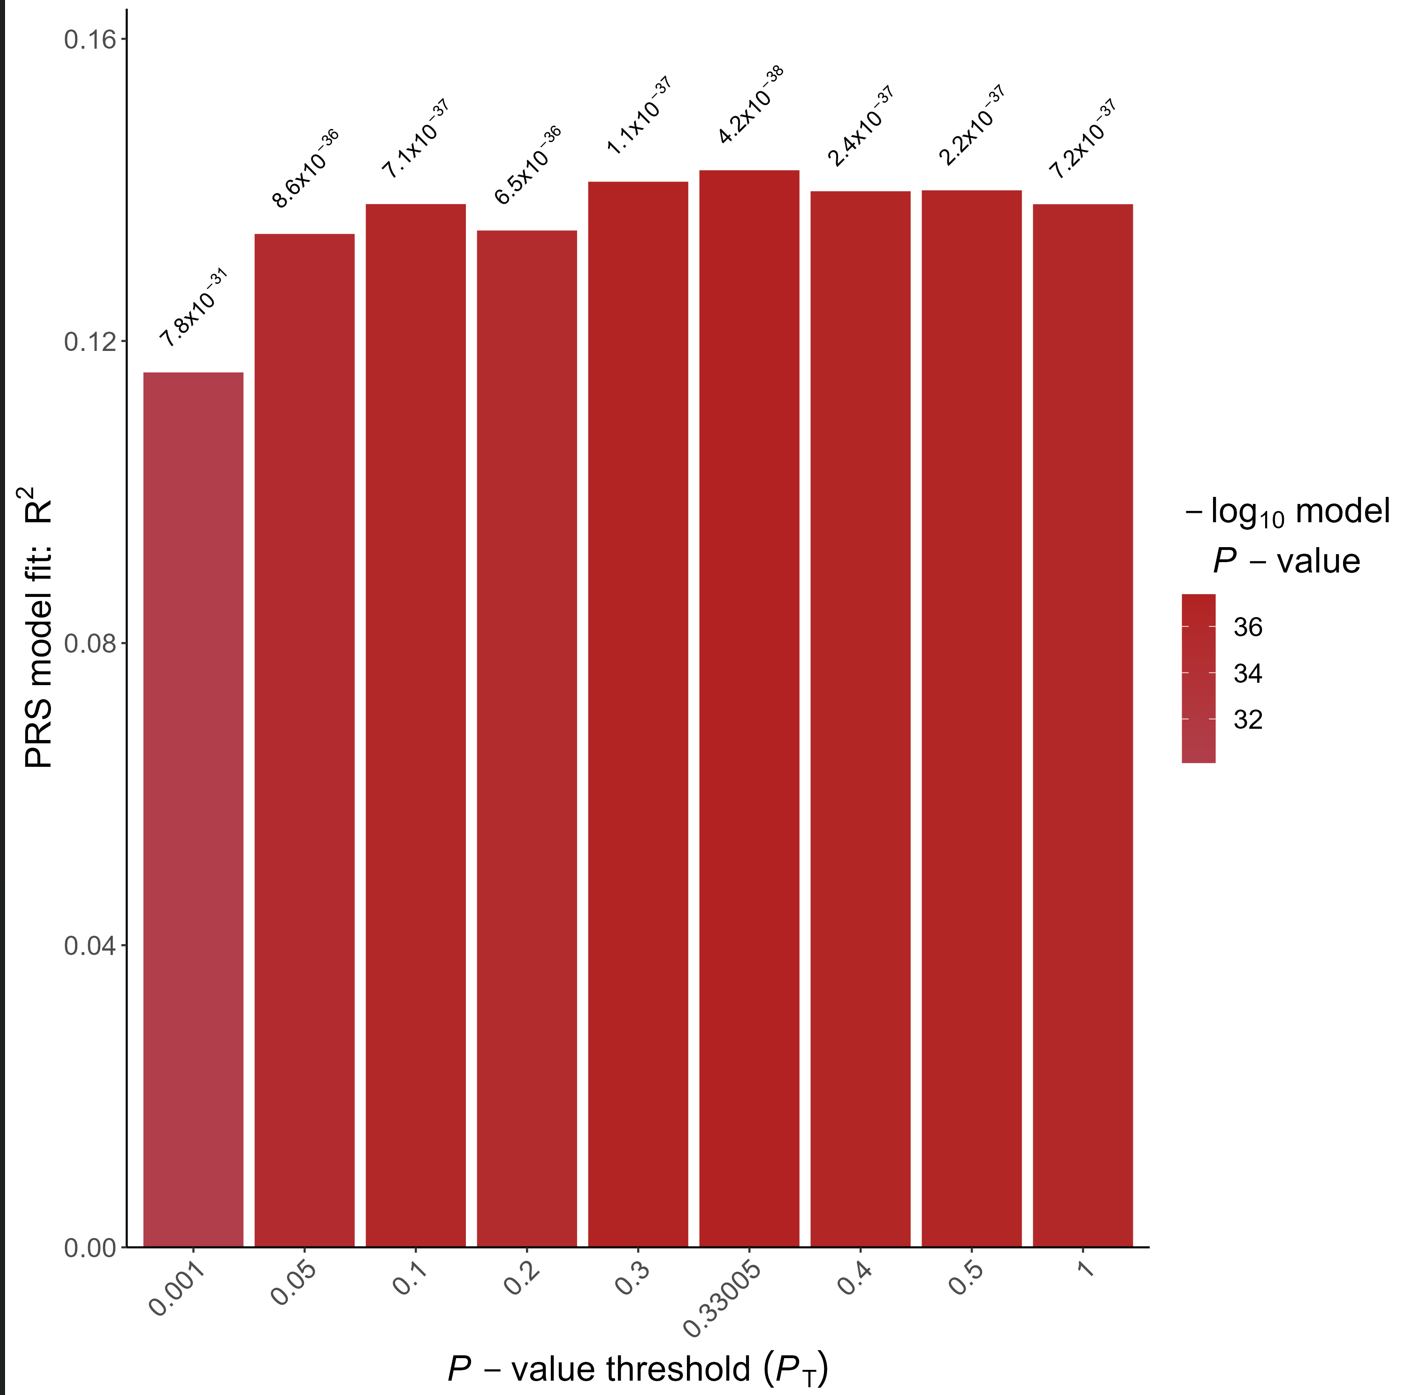 0.16
0.12
0.08
0.04
0.00
PRS model fit:  R²
7.8x10⁻³¹
8.6x10⁻³⁶
7.1x10⁻³⁷
6.5x10⁻³⁶
1.1x10⁻³⁷
4.2x10⁻³⁸
2.4x10⁻³⁷
2.2x10⁻³⁷
7.2x10⁻³⁷
0.001
0.05
0.1
0.2
0.3
0.33005
0.4
0.5
1
P − value threshold (P_T)
− log₁₀ model
P − value
36
34
32